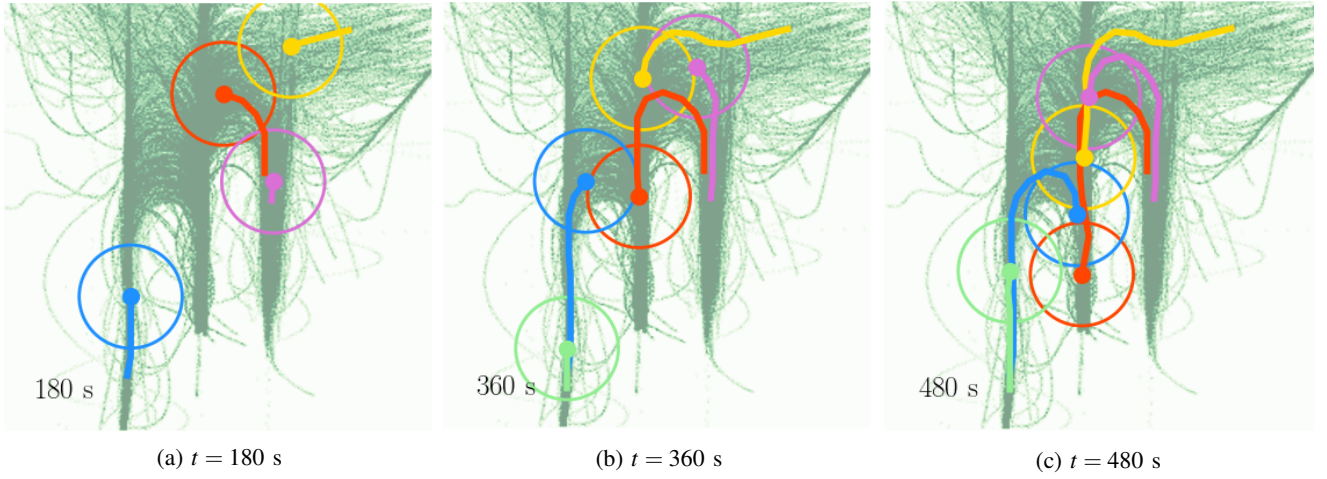 180 s
360 s
480 s
(a) t = 180 s
(b) t = 360 s
(c) t = 480 s